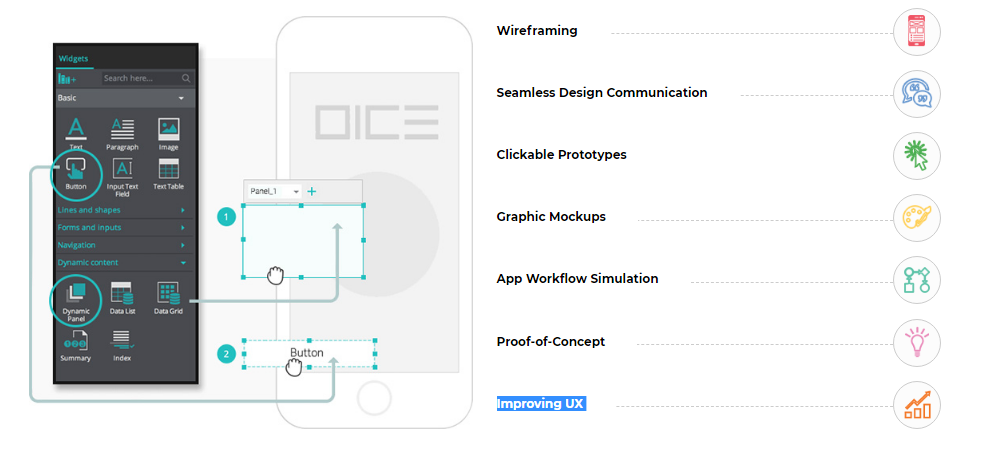 Widgets
Search here...
Basic
Text
Paragraph
Image
Button
Input Text
Field
Text Table
Lines and shapes
Forms and inputs
Navigation
Dynamic content
Dynamic
Panel
Data List
Data Grid
Summary
Index
DICE
Panel_1
1
2
Button
Wireframing
Seamless Design Communication
Clickable Prototypes
Graphic Mockups
App Workflow Simulation
Proof-of-Concept
Improving UX